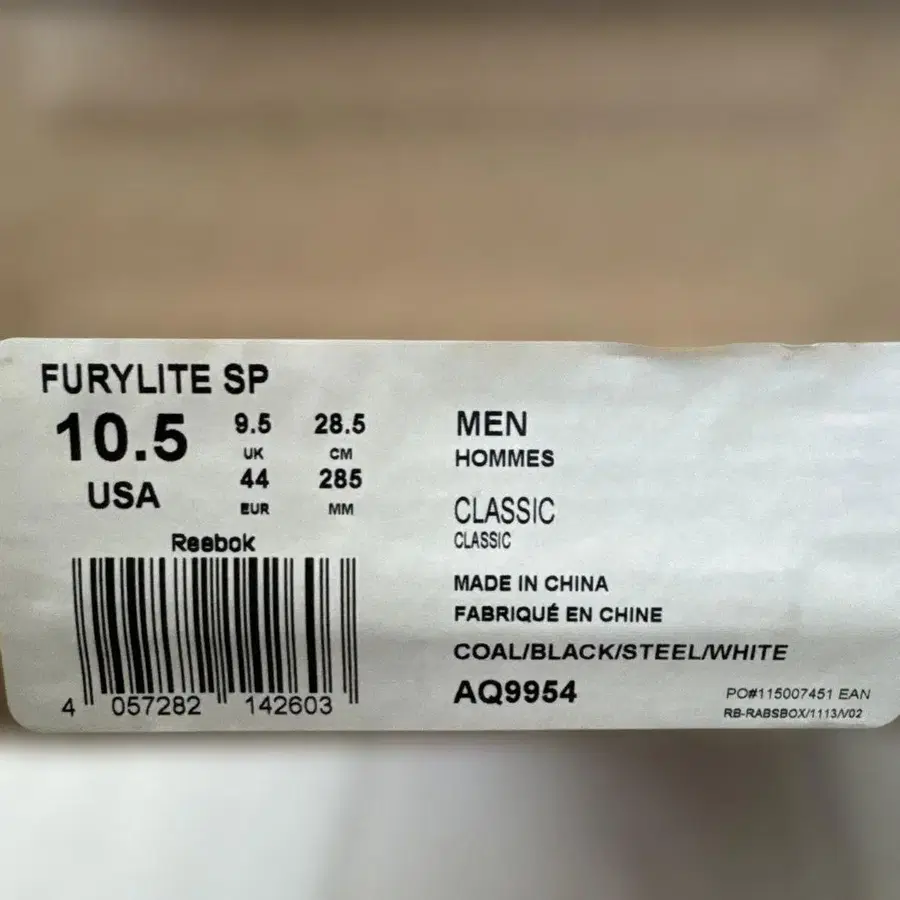 FURYLITE SP
10.5 9.5 28.5
UK CM
USA 44 285
EUR MM
Reebok
4 057282 142603
MEN
HOMMES
CLASSIC
CLASSIC
MADE IN CHINA
FABRIQUÉ EN CHINE
COAL/BLACK/STEEL/WHITE
AQ9954
PO#115007451 EAN
RB-RABSBOX/1113/V02